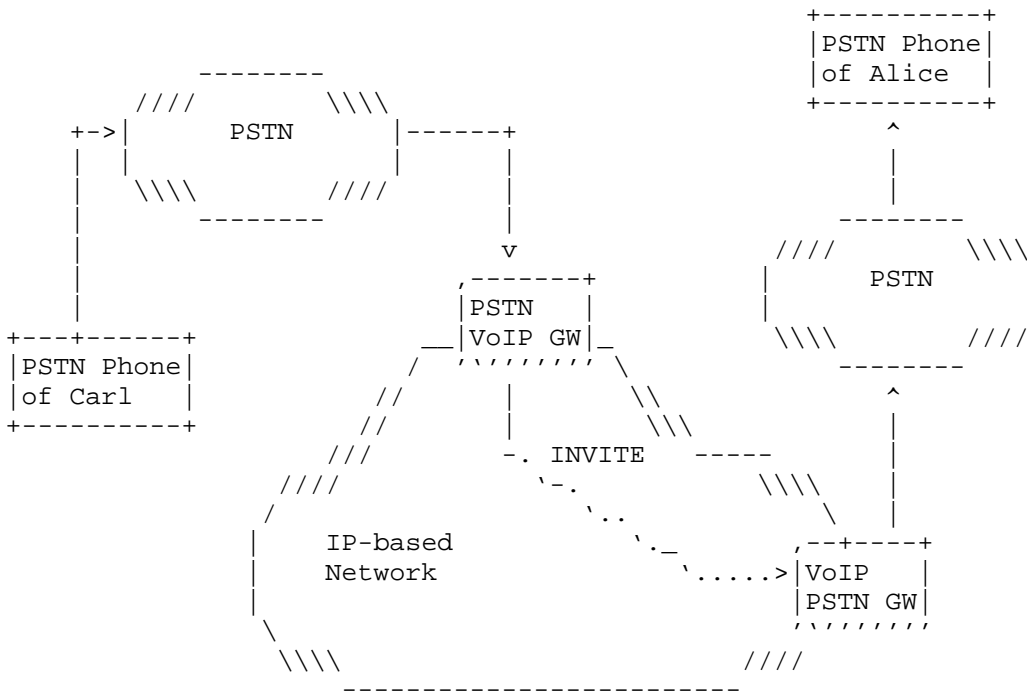 PSTN Phone
of Alice
PSTN
PSTN
PSTN
VoIP GW
PSTN Phone
of Carl
INVITE
IP-based
Network
VoIP
PSTN GW